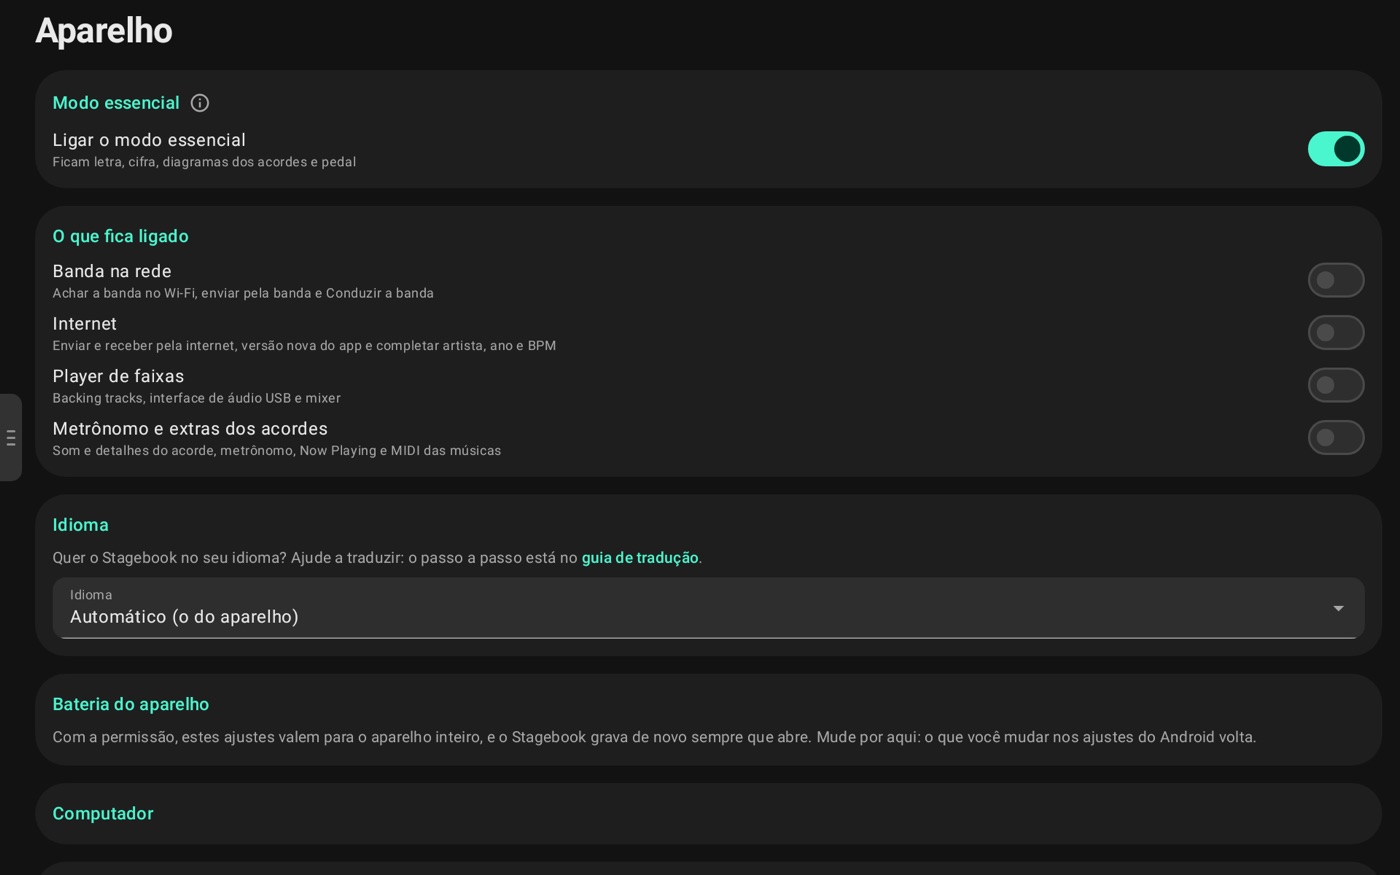 Aparelho
Modo essencial
Ligar o modo essencial
Ficam letra, cifra, diagramas dos acordes e pedal
O que fica ligado
Banda na rede
Achar a banda no Wi-Fi, enviar pela banda e Conduzir a banda
Internet
Enviar e receber pela internet, versão nova do app e completar artista, ano e BPM
Player de faixas
Backing tracks, interface de áudio USB e mixer
Metrônomo e extras dos acordes
Som e detalhes do acorde, metrônomo, Now Playing e MIDI das músicas
Idioma
Quer o Stagebook no seu idioma? Ajude a traduzir: o passo a passo está no guia de tradução.
Idioma
Automático (o do aparelho)
Bateria do aparelho
Com a permissão, estes ajustes valem para o aparelho inteiro, e o Stagebook grava de novo sempre que abre. Mude por aqui: o que você mudar nos ajustes do Android volta.
Computador